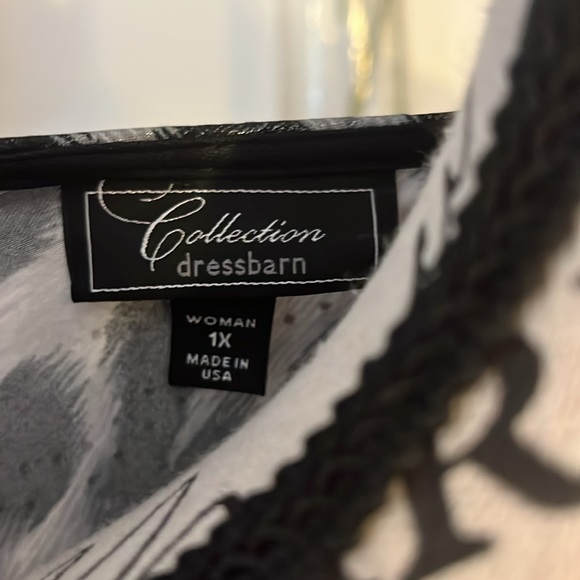 Collection
dressbarn
WOMAN
1X
MADE IN
USA